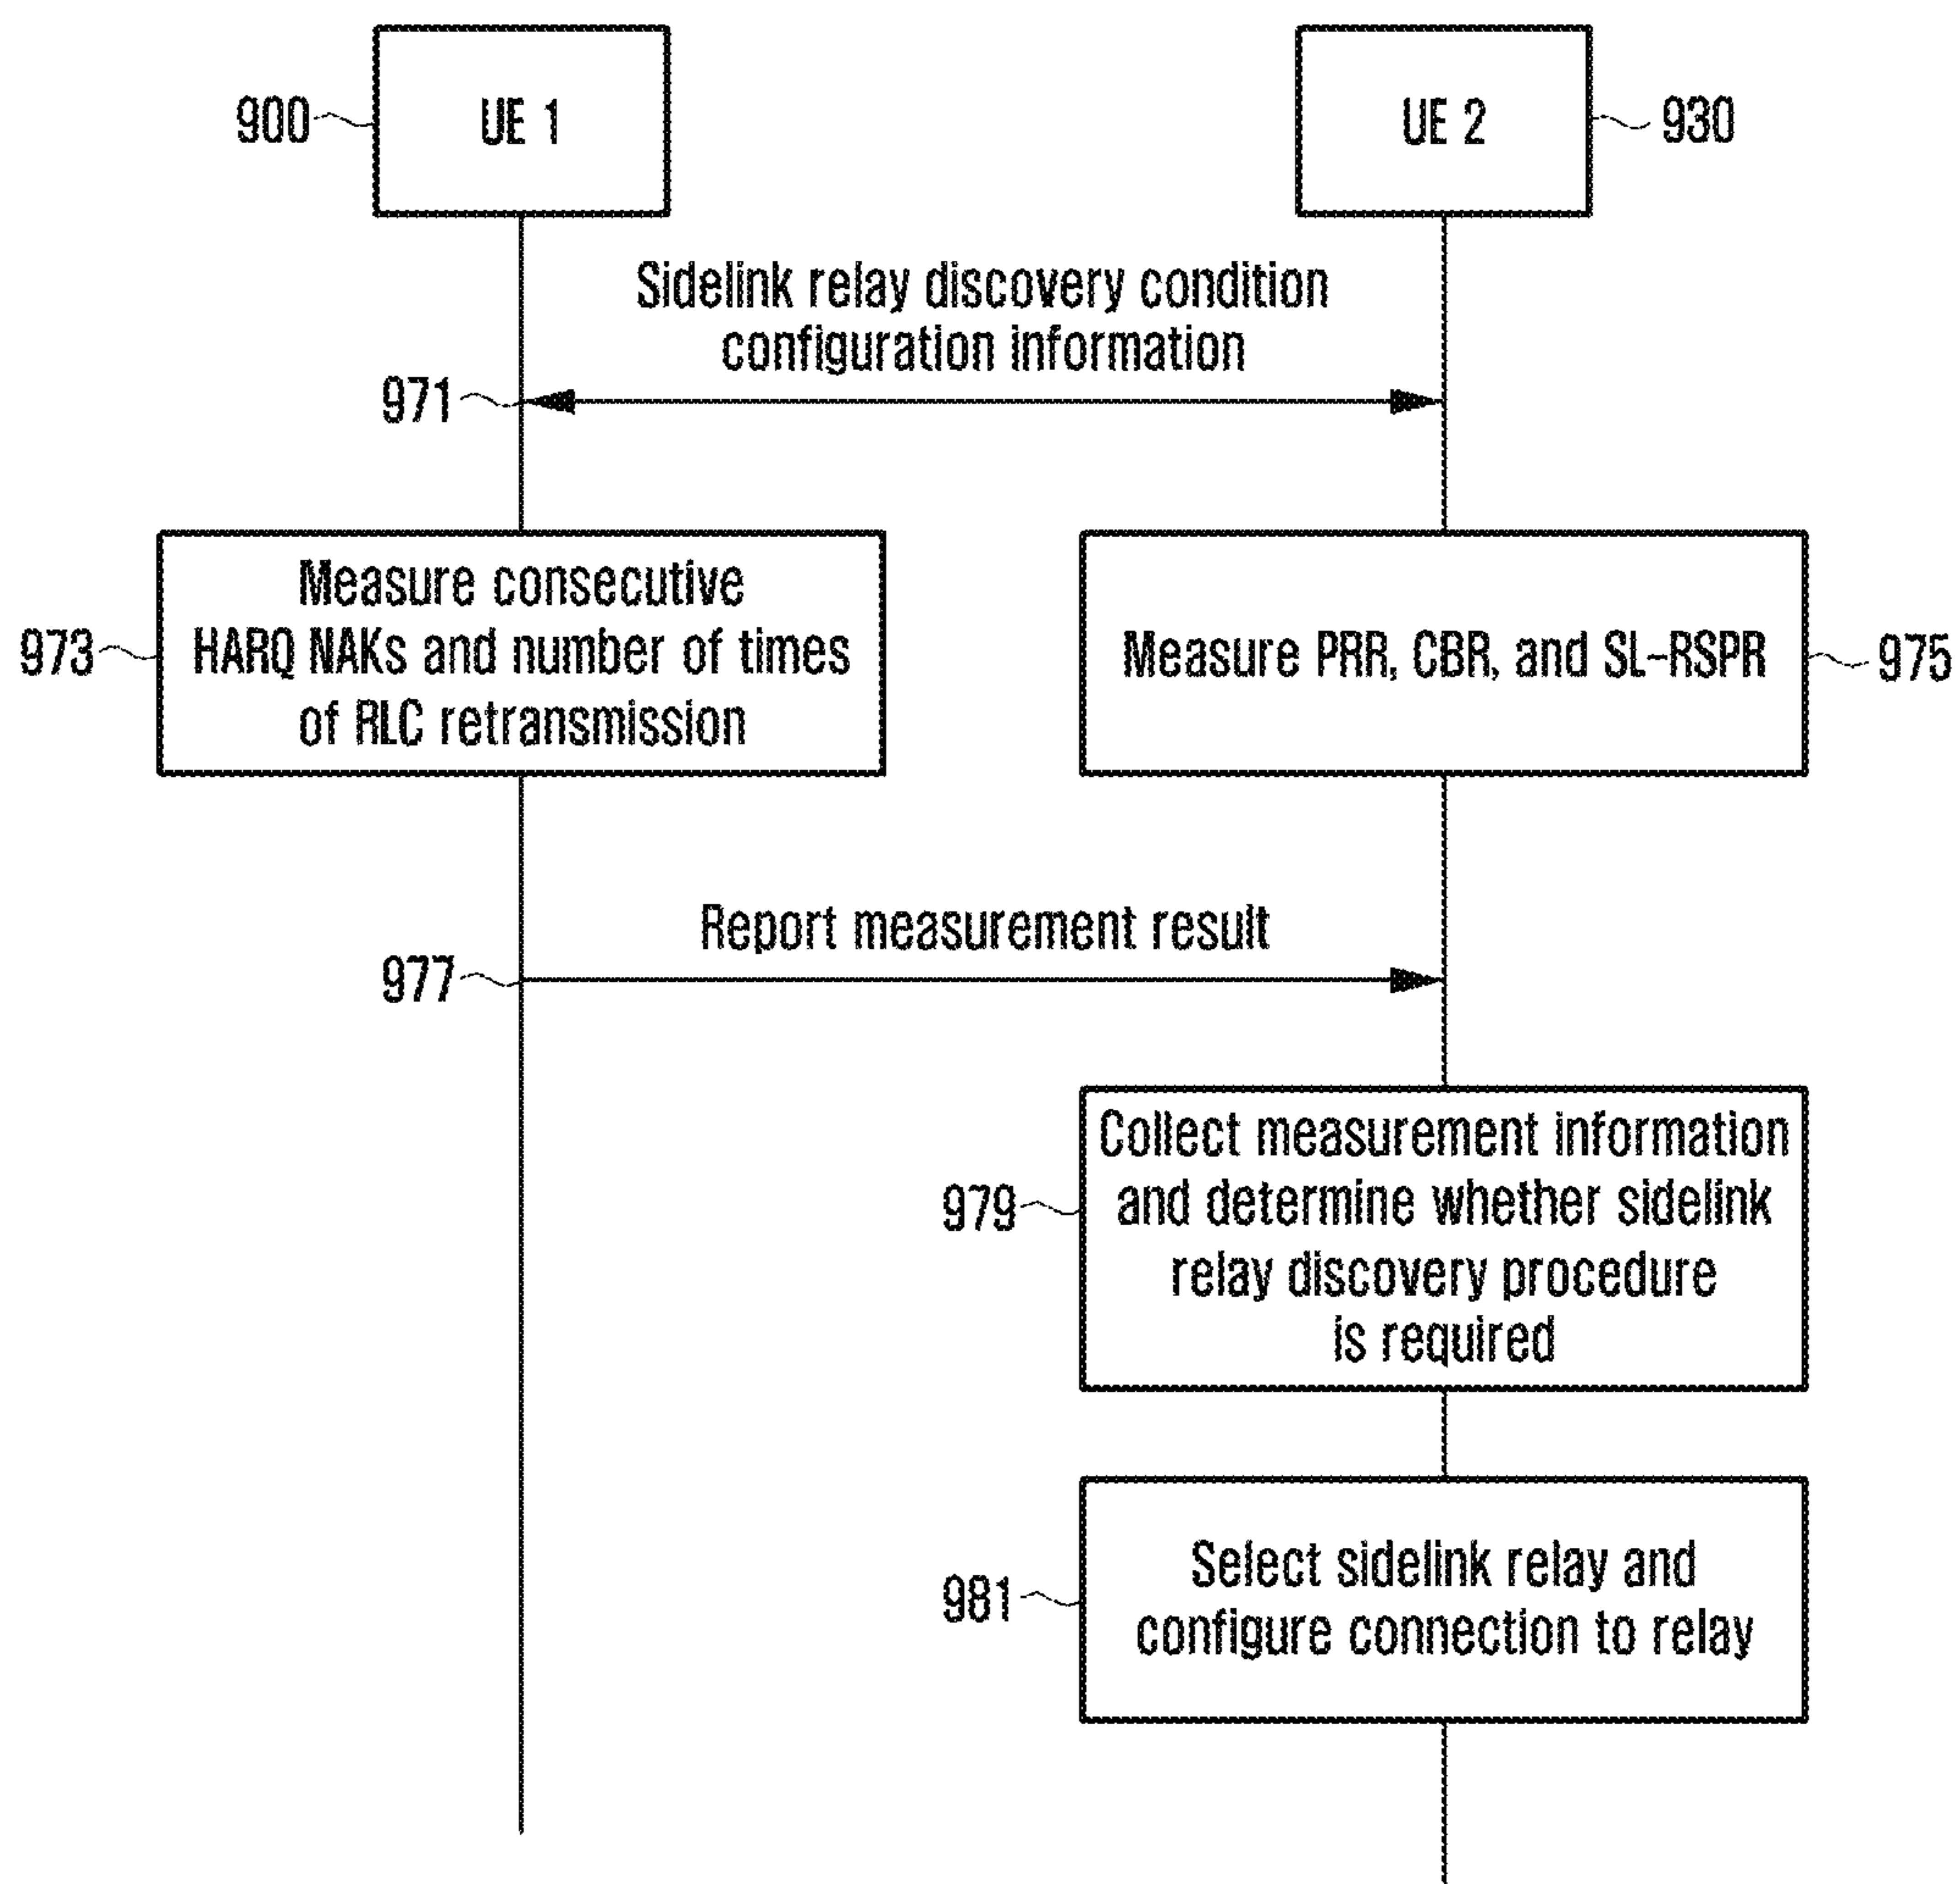 900
UE 1
UE 2
930
Sidelink relay discovery condition
configuration information
971
973
Measure consecutive
HARQ NAKs and number of times
of RLC retransmission
Measure PRR, CBR, and SL-RSPR
975
Report measurement result
977
979
Collect measurement information
and determine whether sidelink
relay discovery procedure
is required
981
Select sidelink relay and
configure connection to relay